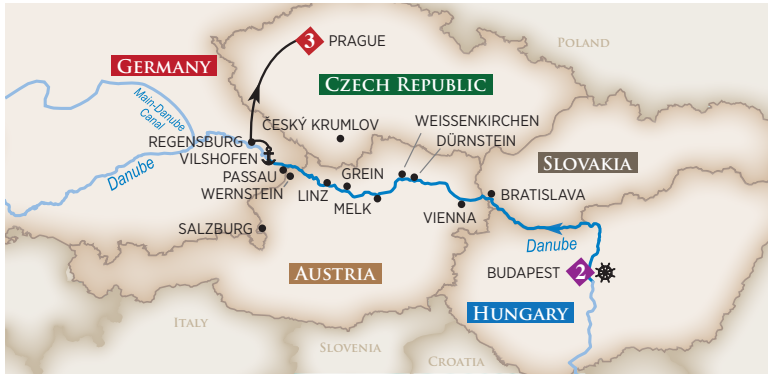 POLAND
3
PRAGUE
GERMANY
CZECH REPUBLIC
Main-Danube
Canal
WEISSENKIRCHEN
ČESKÝ KRUMLOV
DÜRNSTEIN
REGENSBURG
VILSHOFEN
SLOVAKIA
Danube
PASSAU
GREIN
WERNSTEIN
LINZ
MELK
BRATISLAVA
VIENNA
SALZBURG
Danube
AUSTRIA
BUDAPEST
2
HUNGARY
ITALY
SLOVENIA
CROATIA